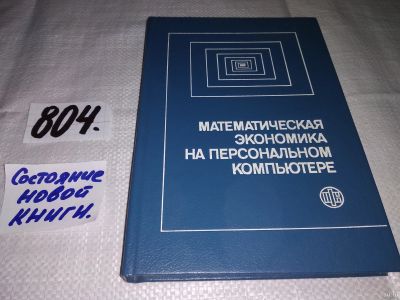 804.
Состояние
новой
книги.
МАТЕМАТИЧЕСКАЯ
ЭКОНОМИКА
НА ПЕРСОНАЛЬНОМ
КОМПЬЮТЕРЕ